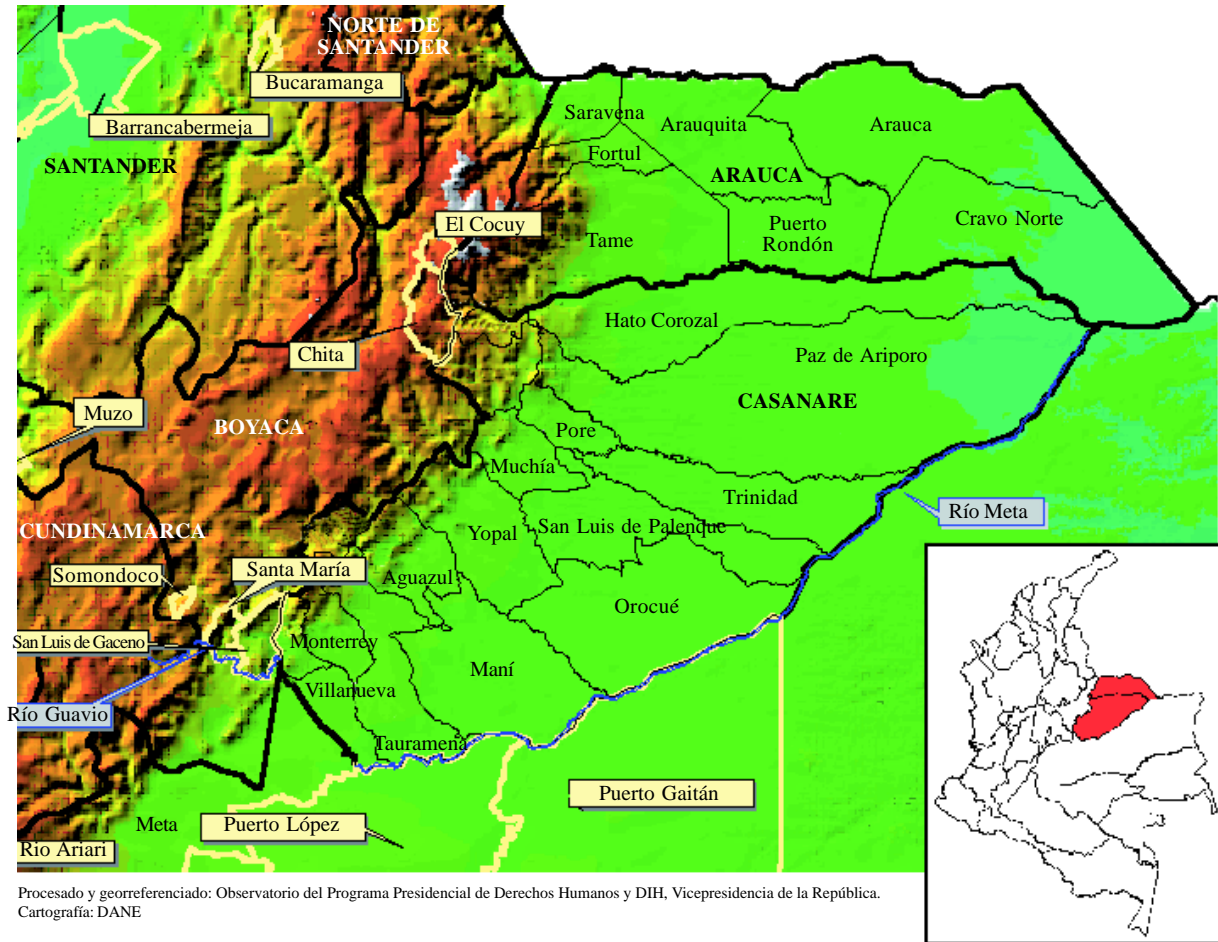 NORTE DE
SANTANDER
Bucaramanga
Barrancabermeja
SANTANDER
Saravena
Arauquita
Arauca
Fortul
ARAUCA
El Cocuy
Tame
Puerto
Rondón
Cravo Norte
Hato Corozal
Chita
Paz de Ariporo
CASANARE
Muzo
BOYACA
Pore
Muchía
Trinidad
Río Meta
CUNDINAMARCA
Yopal
San Luis de Palenque
Somondoco
Santa María
Aguazul
Orocué
San Luis de Gaceno
Monterrey
Maní
Villanueva
Río Guavio
Tauramena
Puerto Gaitán
Meta
Puerto López
Rio Ariari
Procesado y georreferenciado: Observatorio del Programa Presidencial de Derechos Humanos y DIH, Vicepresidencia de la República.
Cartografía: DANE